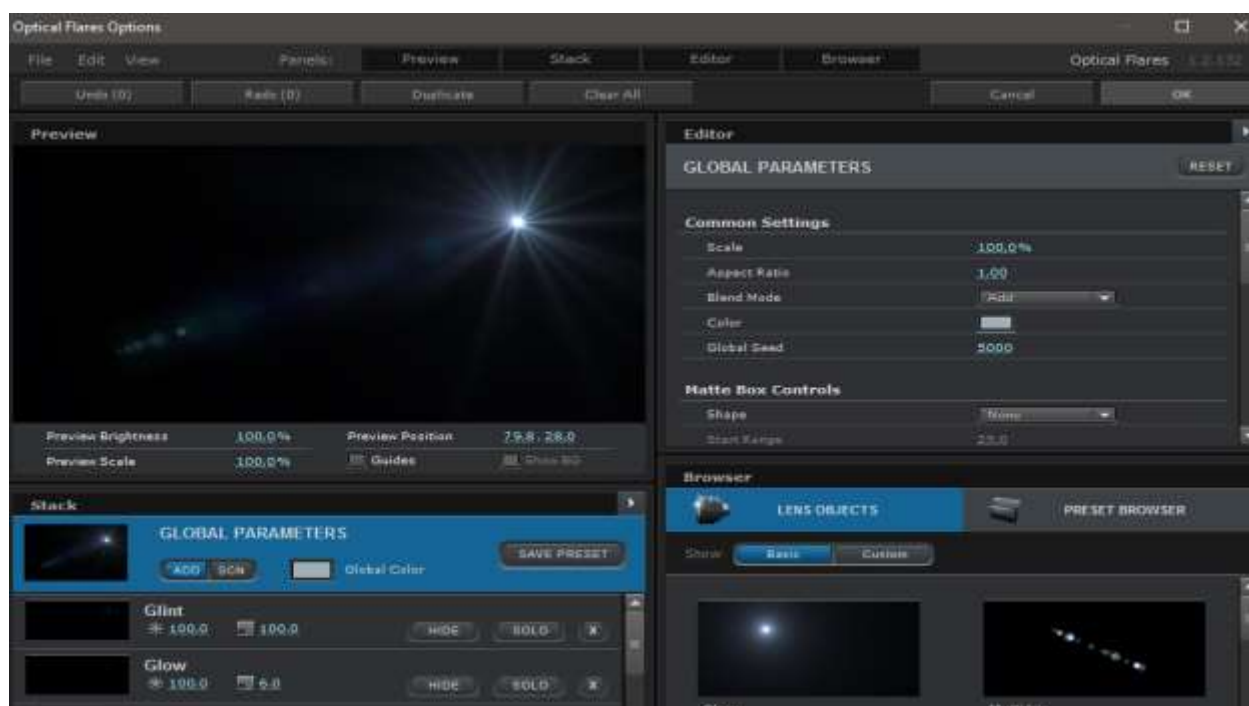 Optical Flares Options
File Edit View Panels: Preview Stack Editor Browser Optical Flares
Undo (0) Redo (0) Duplicate Clear All Cancel OK
Preview
Preview Brightness 100.0% Preview Position 79.8 , 28.0
Preview Scale 100.0% Guides Show BG
Stack
GLOBAL PARAMETERS
SAVE PRESET
ADD SCN Global Color
Glint
100.0 100.0 HIDE SOLO X
Glow
100.0 6.0 HIDE SOLO X
Editor
GLOBAL PARAMETERS RESET
Common Settings
Scale 100.0%
Aspect Ratio 1.00
Blend Mode Add
Color
Global Seed 5000
Matte Box Controls
Shape None
Start Range
Browser
LENS OBJECTS PRESET BROWSER
Show Basic Custom